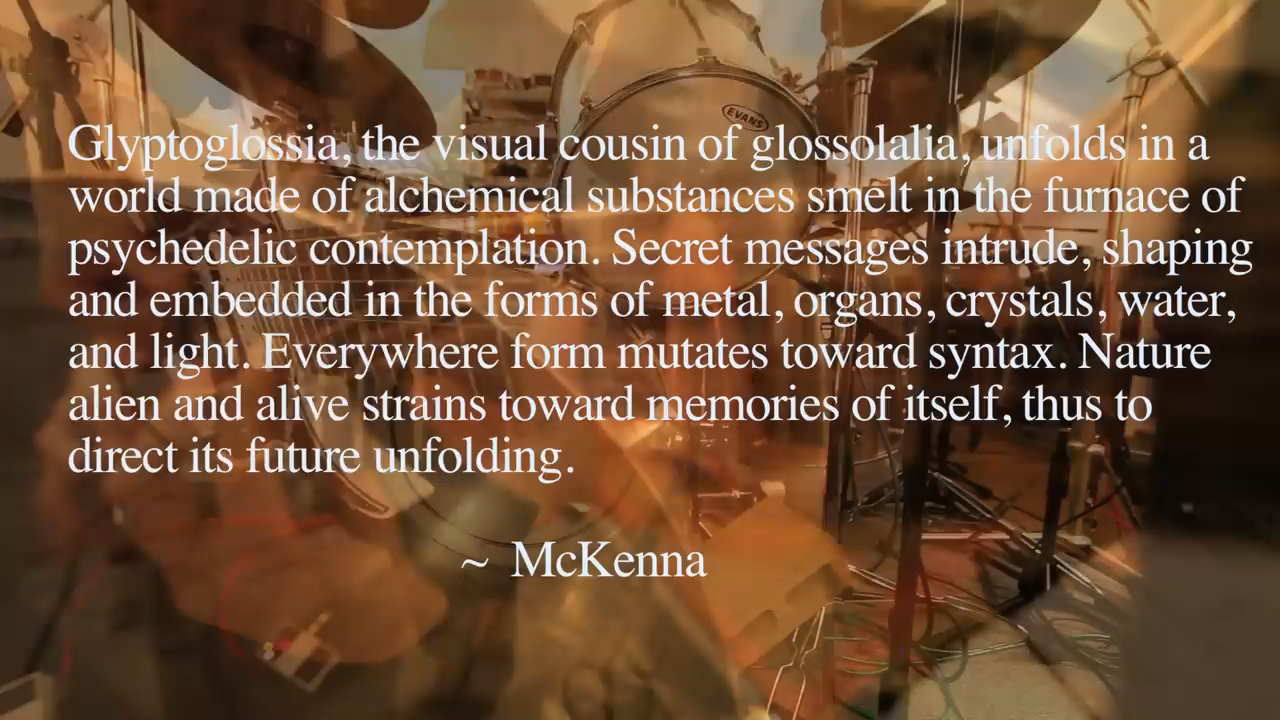 EVANS
Glyptoglossia, the visual cousin of glossolalia, unfolds in a
world made of alchemical substances smelt in the furnace of
psychedelic contemplation. Secret messages intrude, shaping
and embedded in the forms of metal, organs, crystals, water,
and light. Everywhere form mutates toward syntax. Nature
alien and alive strains toward memories of itself, thus to
direct its future unfolding.
~ McKenna